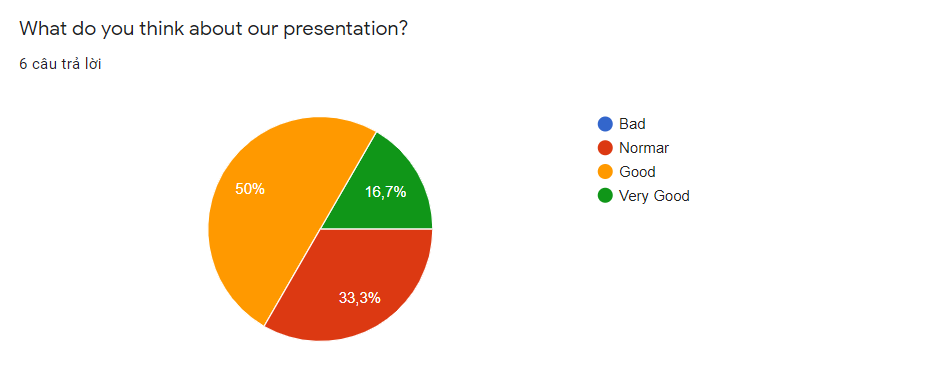 What do you think about our presentation?
6 câu trả lời
Bad
Normar
Good
Very Good
50%
16,7%
33,3%